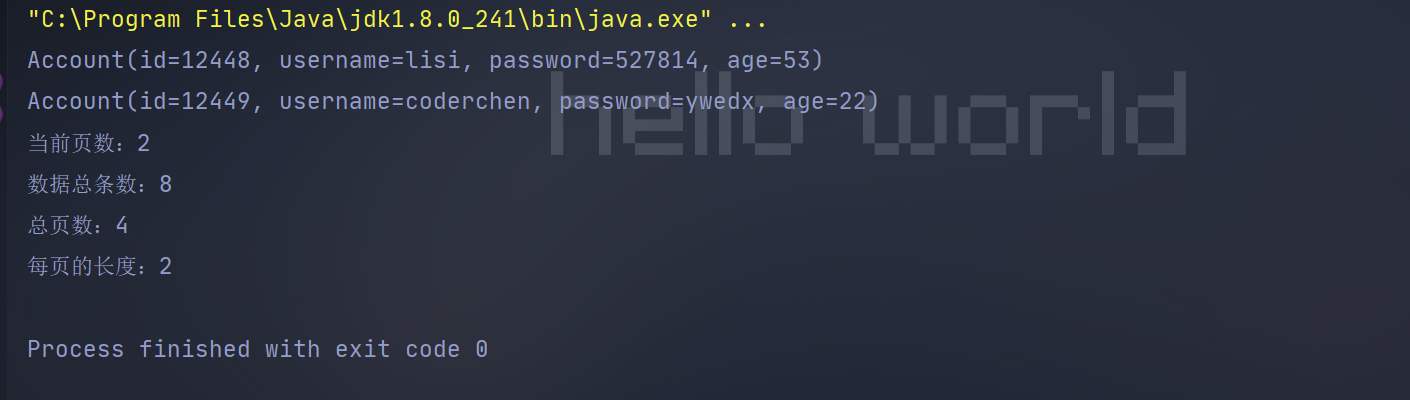 "C:\Program Files\Java\jdk1.8.0_241\bin\java.exe" ...
Account(id=12448, username=lisi, password=527814, age=53)
Account(id=12449, username=coderchen, password=ywedx, age=22)
hello world
当前页数：2
数据总条数：8
总页数：4
每页的长度：2
Process finished with exit code 0